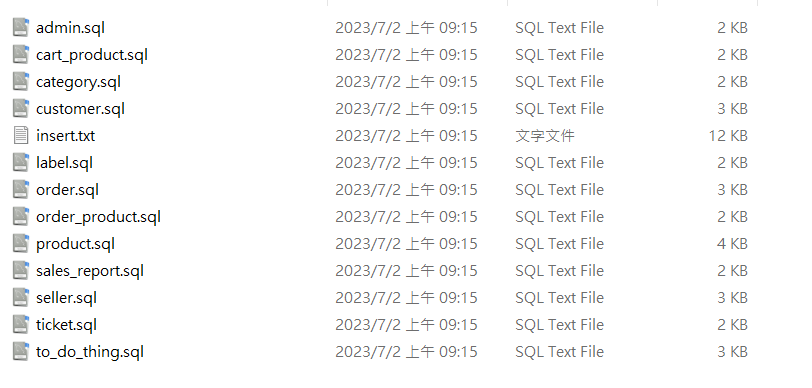 admin.sql 2023/7/2 上午 09:15 SQL Text File 2 KB
cart_product.sql 2023/7/2 上午 09:15 SQL Text File 2 KB
category.sql 2023/7/2 上午 09:15 SQL Text File 2 KB
customer.sql 2023/7/2 上午 09:15 SQL Text File 3 KB
insert.txt 2023/7/2 上午 09:15 文字文件 12 KB
label.sql 2023/7/2 上午 09:15 SQL Text File 2 KB
order.sql 2023/7/2 上午 09:15 SQL Text File 3 KB
order_product.sql 2023/7/2 上午 09:15 SQL Text File 2 KB
product.sql 2023/7/2 上午 09:15 SQL Text File 4 KB
sales_report.sql 2023/7/2 上午 09:15 SQL Text File 2 KB
seller.sql 2023/7/2 上午 09:15 SQL Text File 3 KB
ticket.sql 2023/7/2 上午 09:15 SQL Text File 2 KB
to_do_thing.sql 2023/7/2 上午 09:15 SQL Text File 3 KB